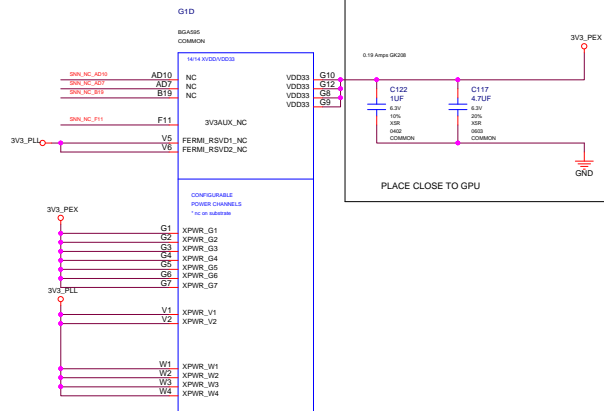 G1D
BGA595
COMMON
14/14 XVDD/VDD33
SNN_NC_AD10 AD10 NC
SNN_NC_AD7 AD7 NC
SNN_NC_B19 B19 NC
SNN_NC_F11 F11 3V3AUX_NC
3V3_PLL V5 FERMI_RSVD1_NC
V6 FERMI_RSVD2_NC
VDD33 G10
VDD33 G12
VDD33 G8
VDD33 G9
3V3_PEX
0.19 Amps GK208
C122
1UF
6.3V
10%
X5R
0402
COMMON
C117
4.7UF
6.3V
20%
X5R
0603
COMMON
GND
PLACE CLOSE TO GPU
CONFIGURABLE
POWER CHANNELS
* nc on substrate
3V3_PEX
G1 XPWR_G1
G2 XPWR_G2
G3 XPWR_G3
G4 XPWR_G4
G5 XPWR_G5
G6 XPWR_G6
G7 XPWR_G7
3V3_PLL
V1 XPWR_V1
V2 XPWR_V2
W1 XPWR_W1
W2 XPWR_W2
W3 XPWR_W3
W4 XPWR_W4